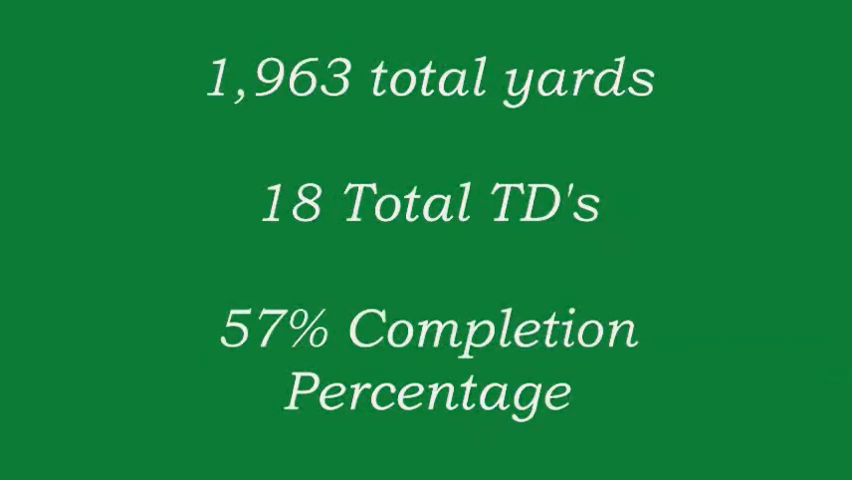 1,963 total yards
18 Total TD's
57% Completion
Percentage